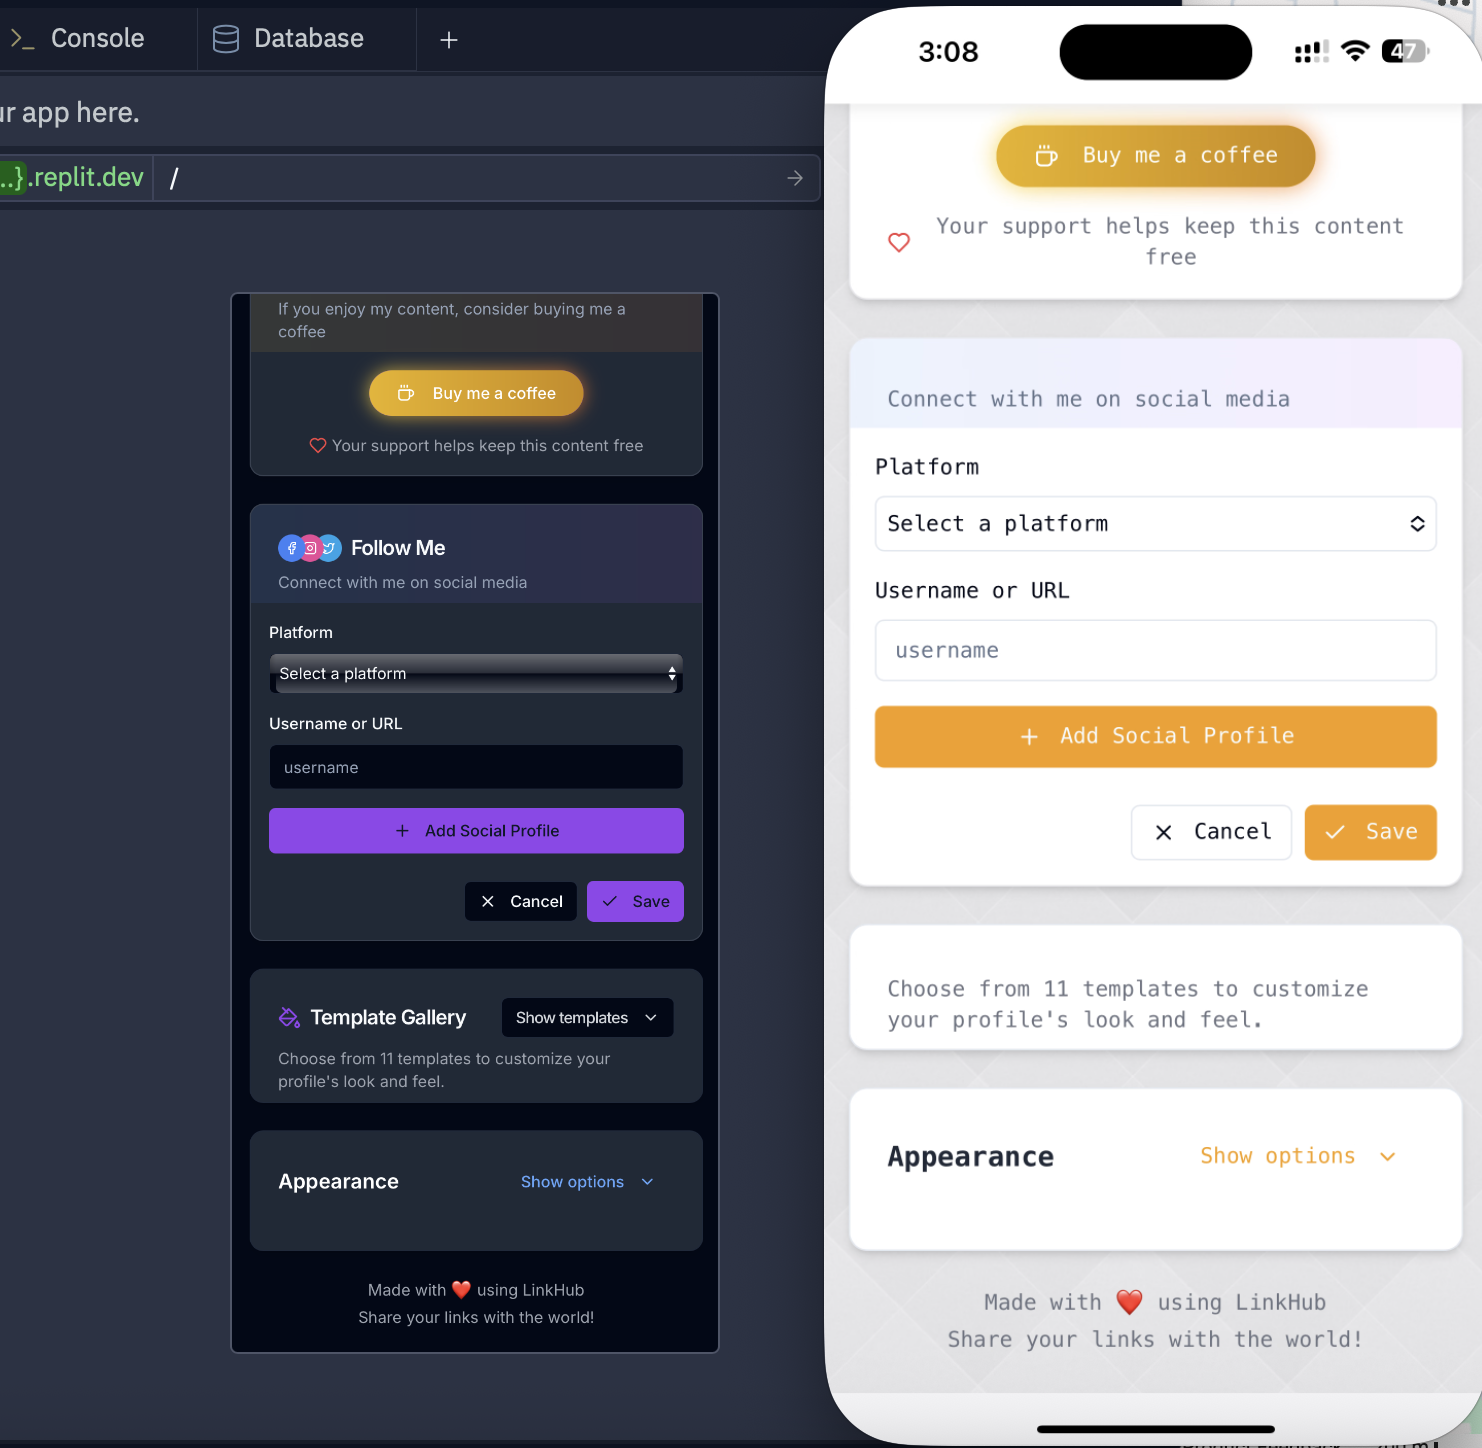 Console
Database
ur app here.
..}.replit.dev
/
If you enjoy my content, consider buying me a
coffee
Buy me a coffee
Your support helps keep this content free
Follow Me
Connect with me on social media
Platform
Select a platform
Username or URL
username
Add Social Profile
Cancel
Save
Template Gallery
Show templates
Choose from 11 templates to customize your
profile's look and feel.
Appearance
Show options
Made with ❤️ using LinkHub
Share your links with the world!
3:08
47
Buy me a coffee
Your support helps keep this content
free
Connect with me on social media
Platform
Select a platform
Username or URL
username
Add Social Profile
Cancel
Save
Choose from 11 templates to customize
your profile's look and feel.
Appearance
Show options
Made with ❤️ using LinkHub
Share your links with the world!